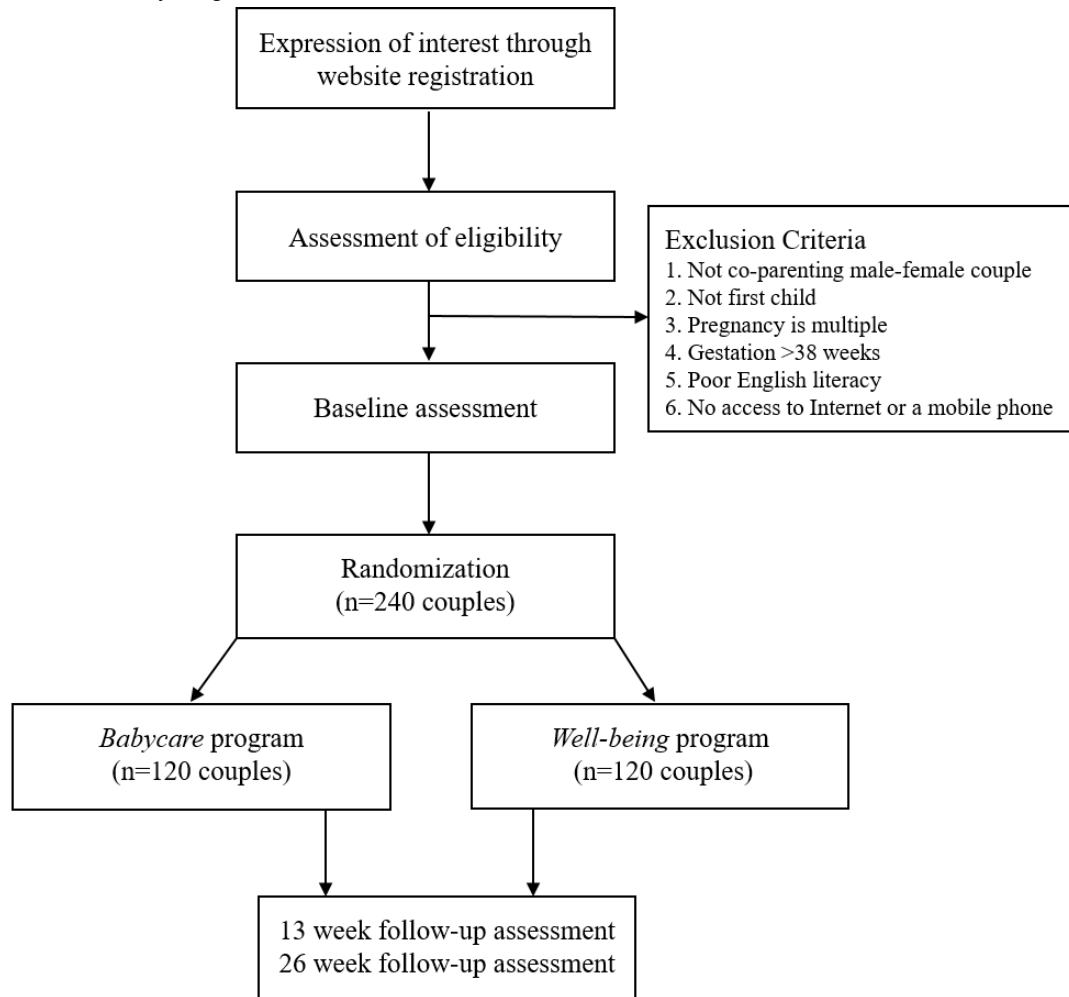 Expression of interest through
website registration
Assessment of eligibility
Exclusion Criteria
1. Not co-parenting male-female couple
2. Not first child
3. Pregnancy is multiple
4. Gestation >38 weeks
5. Poor English literacy
6. No access to Internet or a mobile phone
Baseline assessment
Randomization
(n=240 couples)
Babycare program
(n=120 couples)
Well-being program
(n=120 couples)
13 week follow-up assessment
26 week follow-up assessment